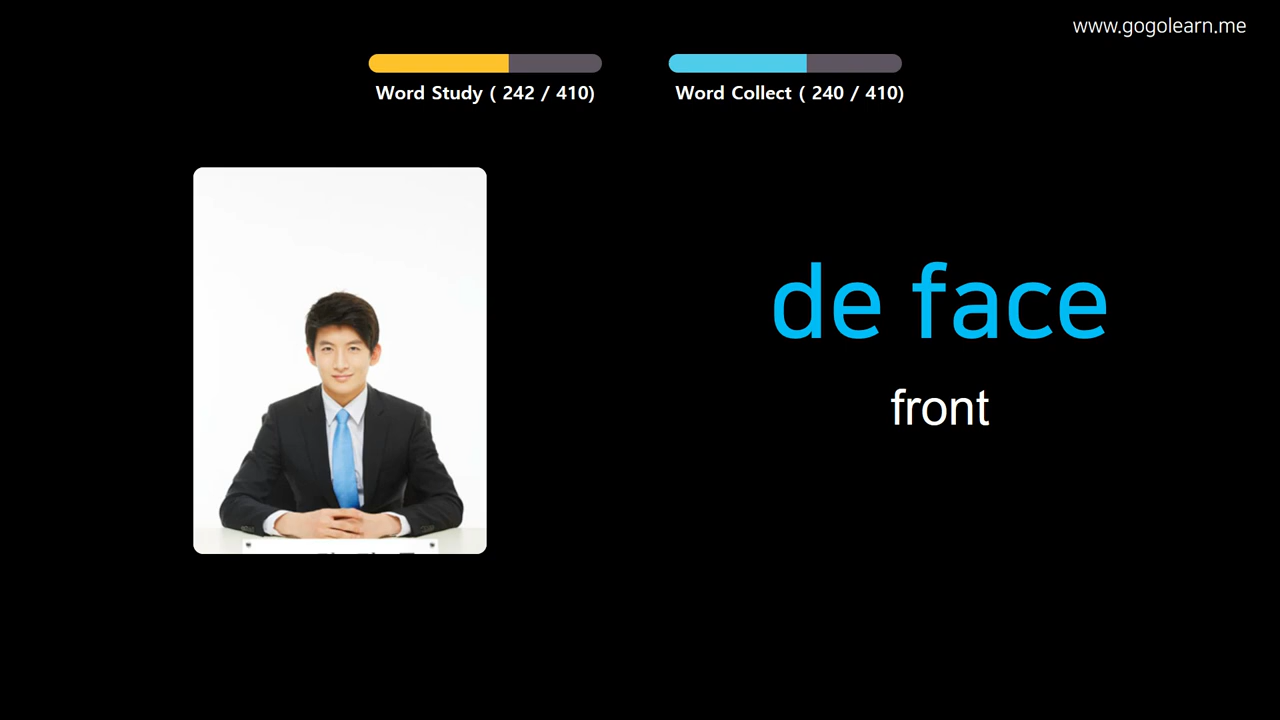 www.gogolearn.me
Word Study ( 242 / 410)
Word Collect ( 240 / 410)
de face
front